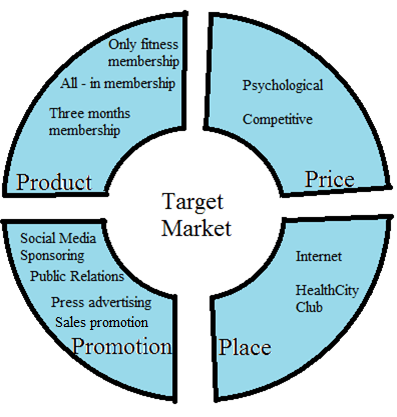 Only fitness
membership
All - in membership
Three months
membership
Product
Psychological
Competitive
Price
Target
Market
Social Media
Sponsoring
Public Relations
Press advertising
Sales promotion
Promotion
Internet
HealthCity
Club
Place